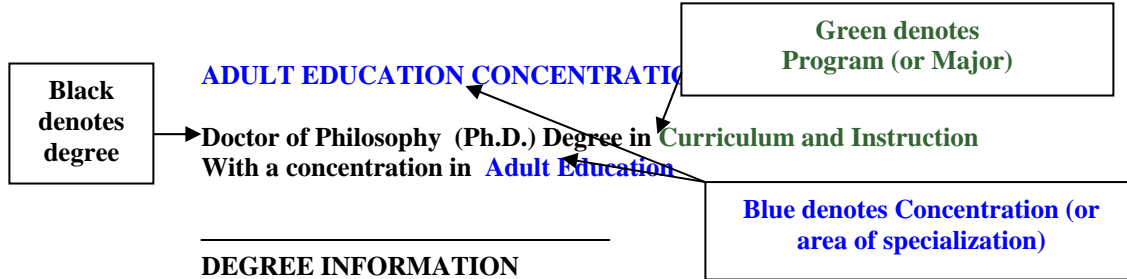 Green denotes
Program (or Major)
ADULT EDUCATION CONCENTRATIO
Black
denotes
degree
Doctor of Philosophy (Ph.D.) Degree in Curriculum and Instruction
With a concentration in Adult Education
Blue denotes Concentration (or
area of specialization)
DEGREE INFORMATION